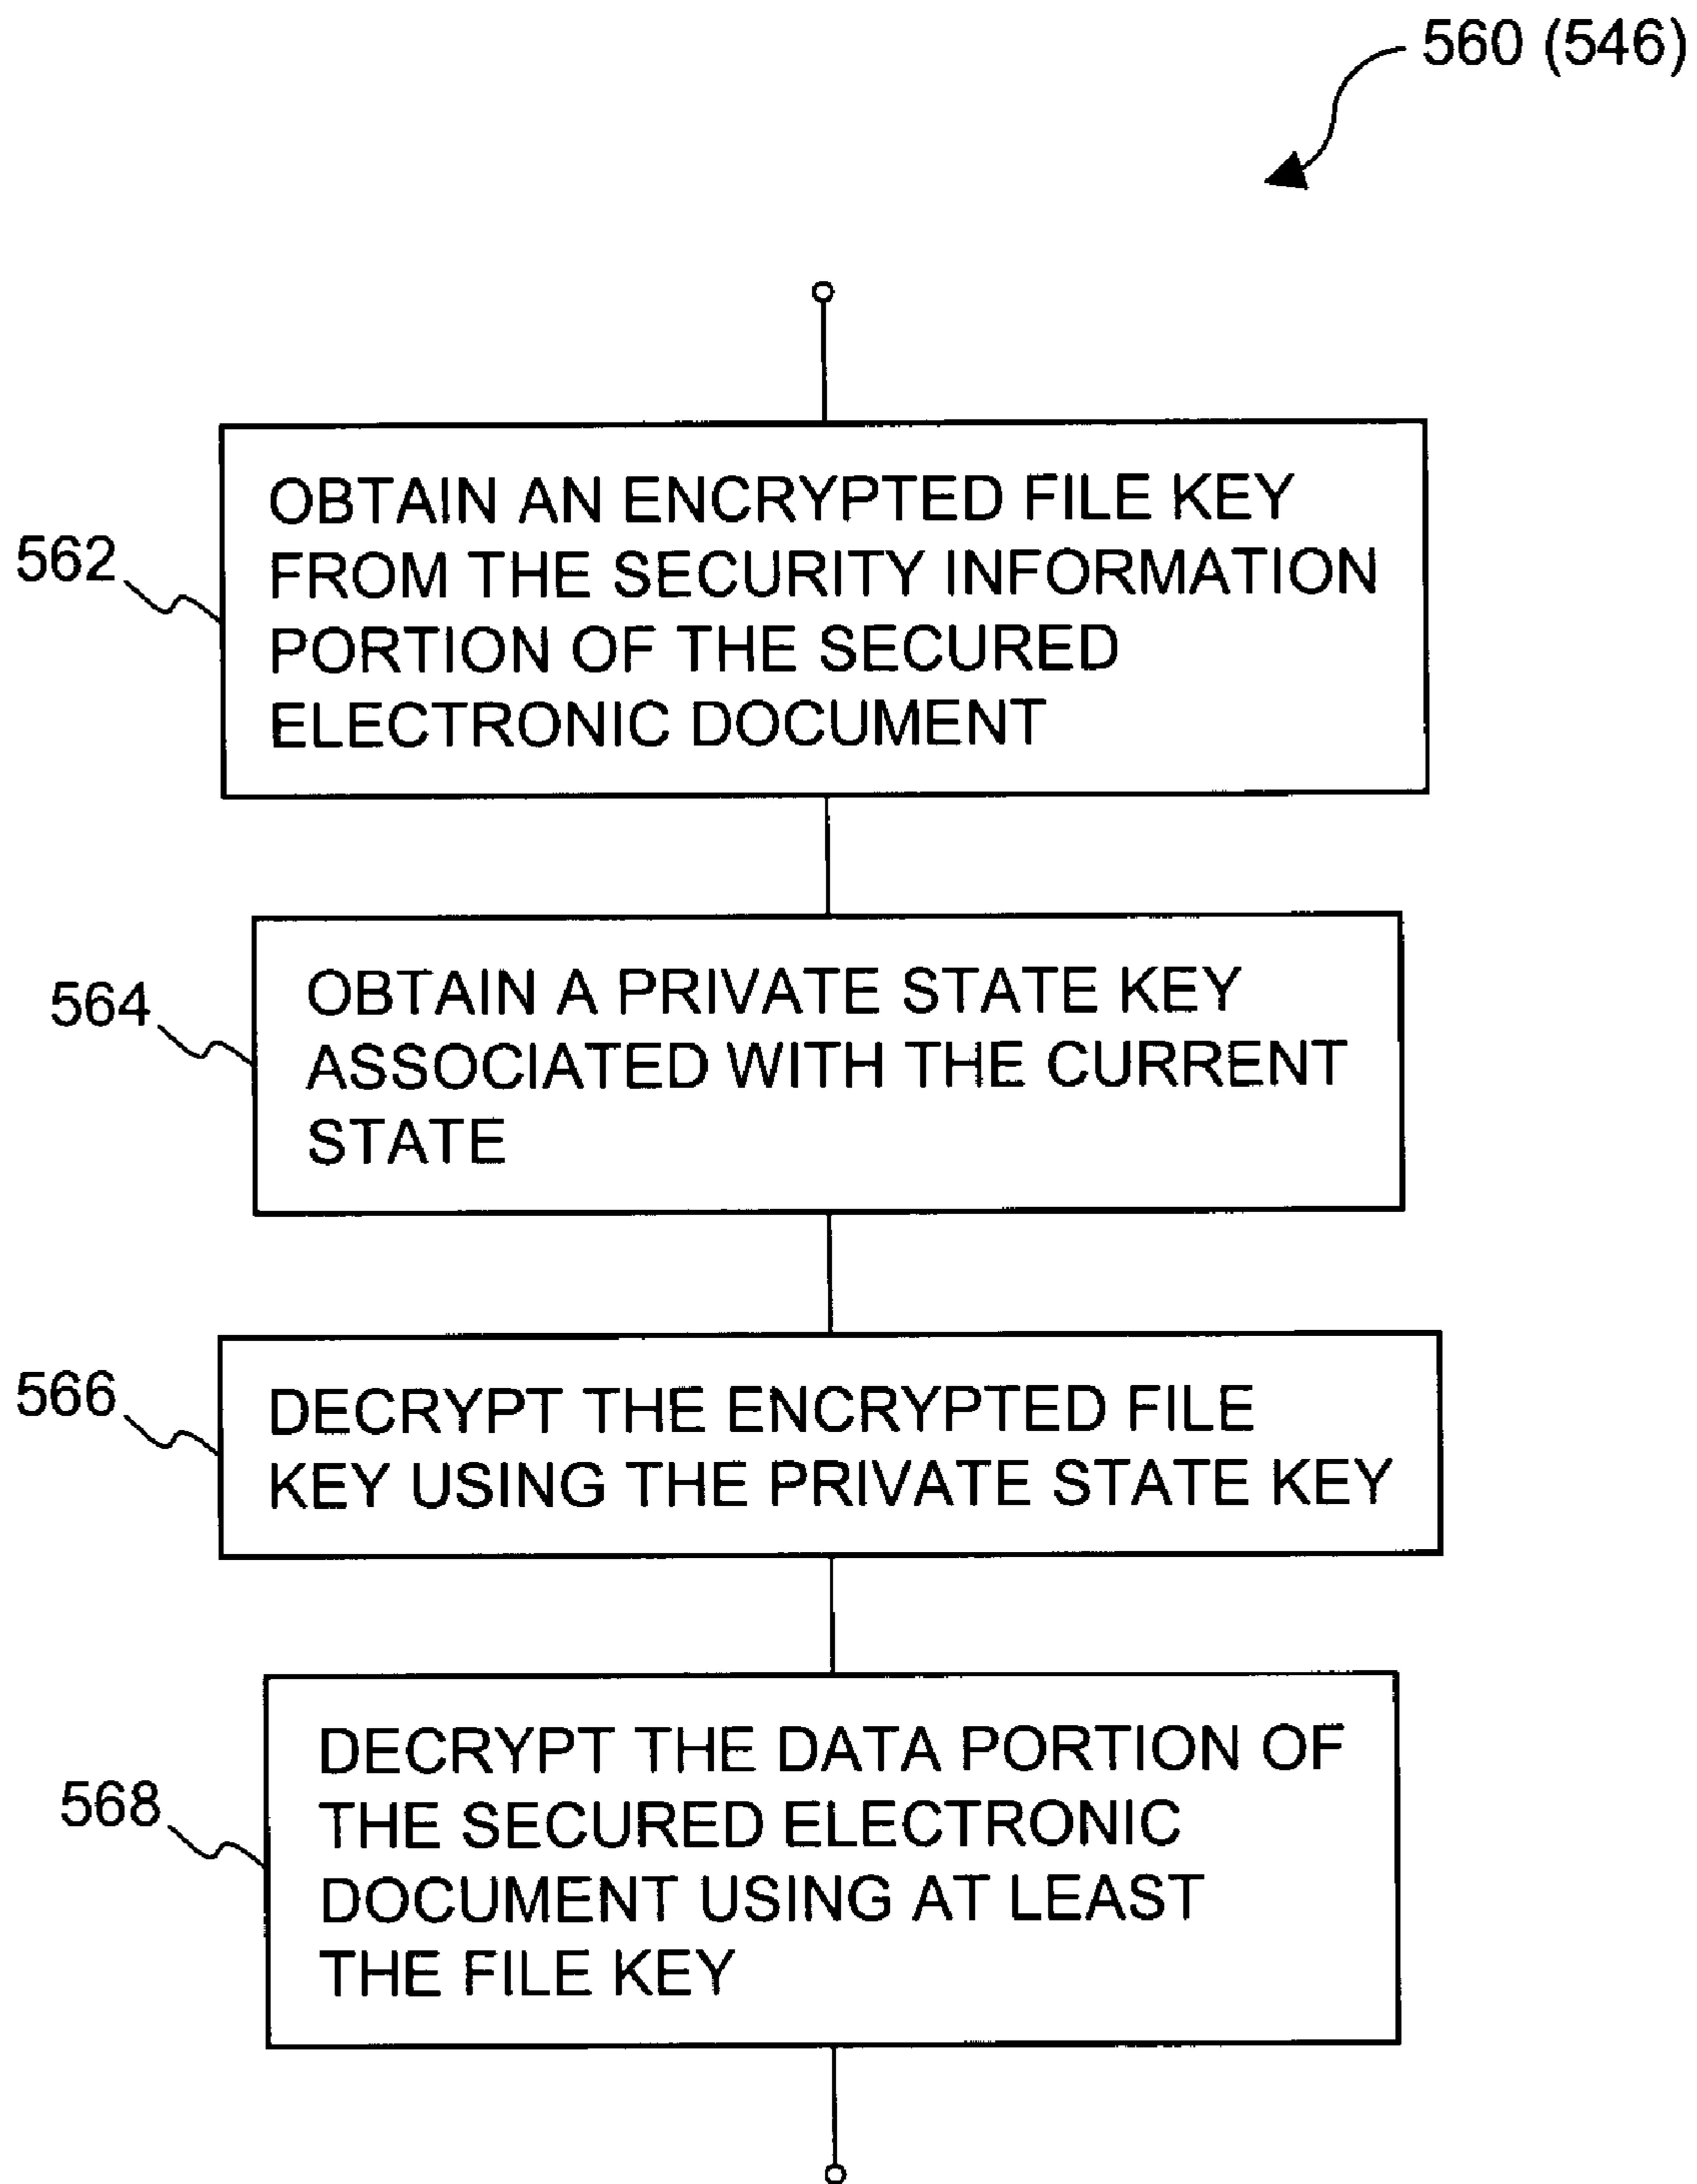 560 (546)
562
OBTAIN AN ENCRYPTED FILE KEY
FROM THE SECURITY INFORMATION
PORTION OF THE SECURED
ELECTRONIC DOCUMENT
564
OBTAIN A PRIVATE STATE KEY
ASSOCIATED WITH THE CURRENT
STATE
566
DECRYPT THE ENCRYPTED FILE
KEY USING THE PRIVATE STATE KEY
568
DECRYPT THE DATA PORTION OF
THE SECURED ELECTRONIC
DOCUMENT USING AT LEAST
THE FILE KEY